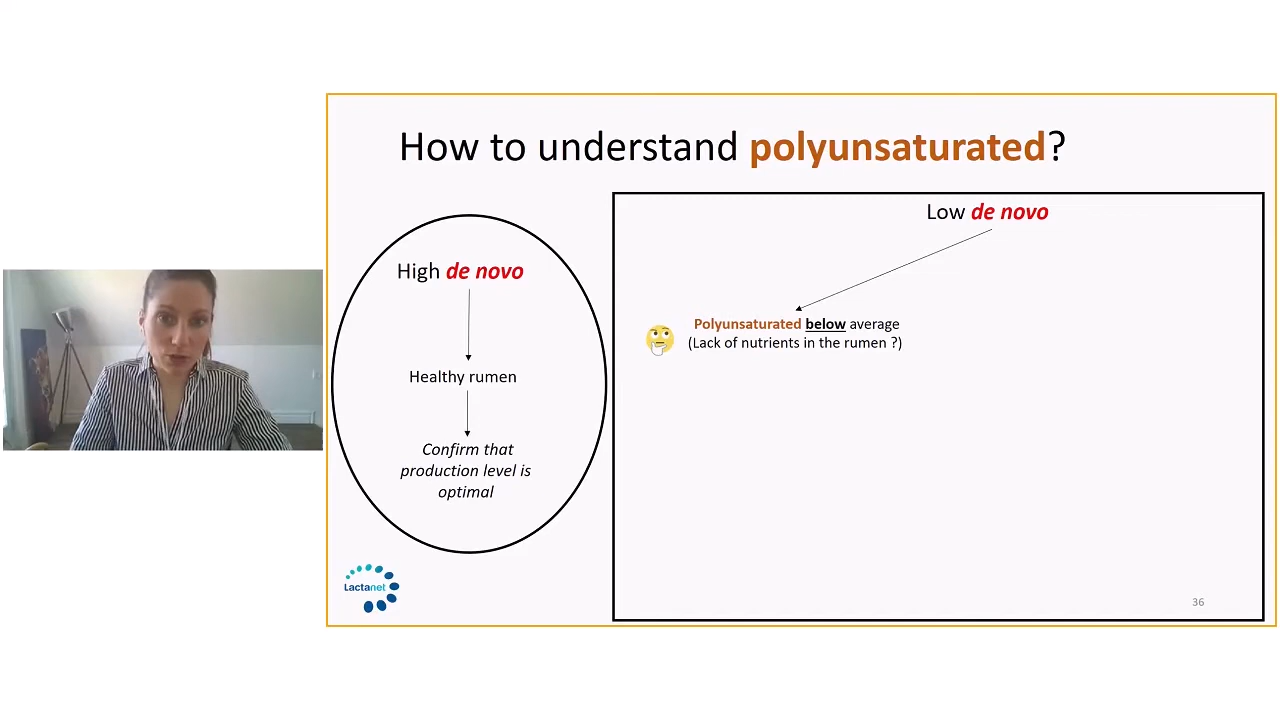 How to understand polyunsaturated?
High de novo
Healthy rumen
Confirm that
production level is
optimal
Low de novo
Polyunsaturated below average
(Lack of nutrients in the rumen ?)
Lactanet
36